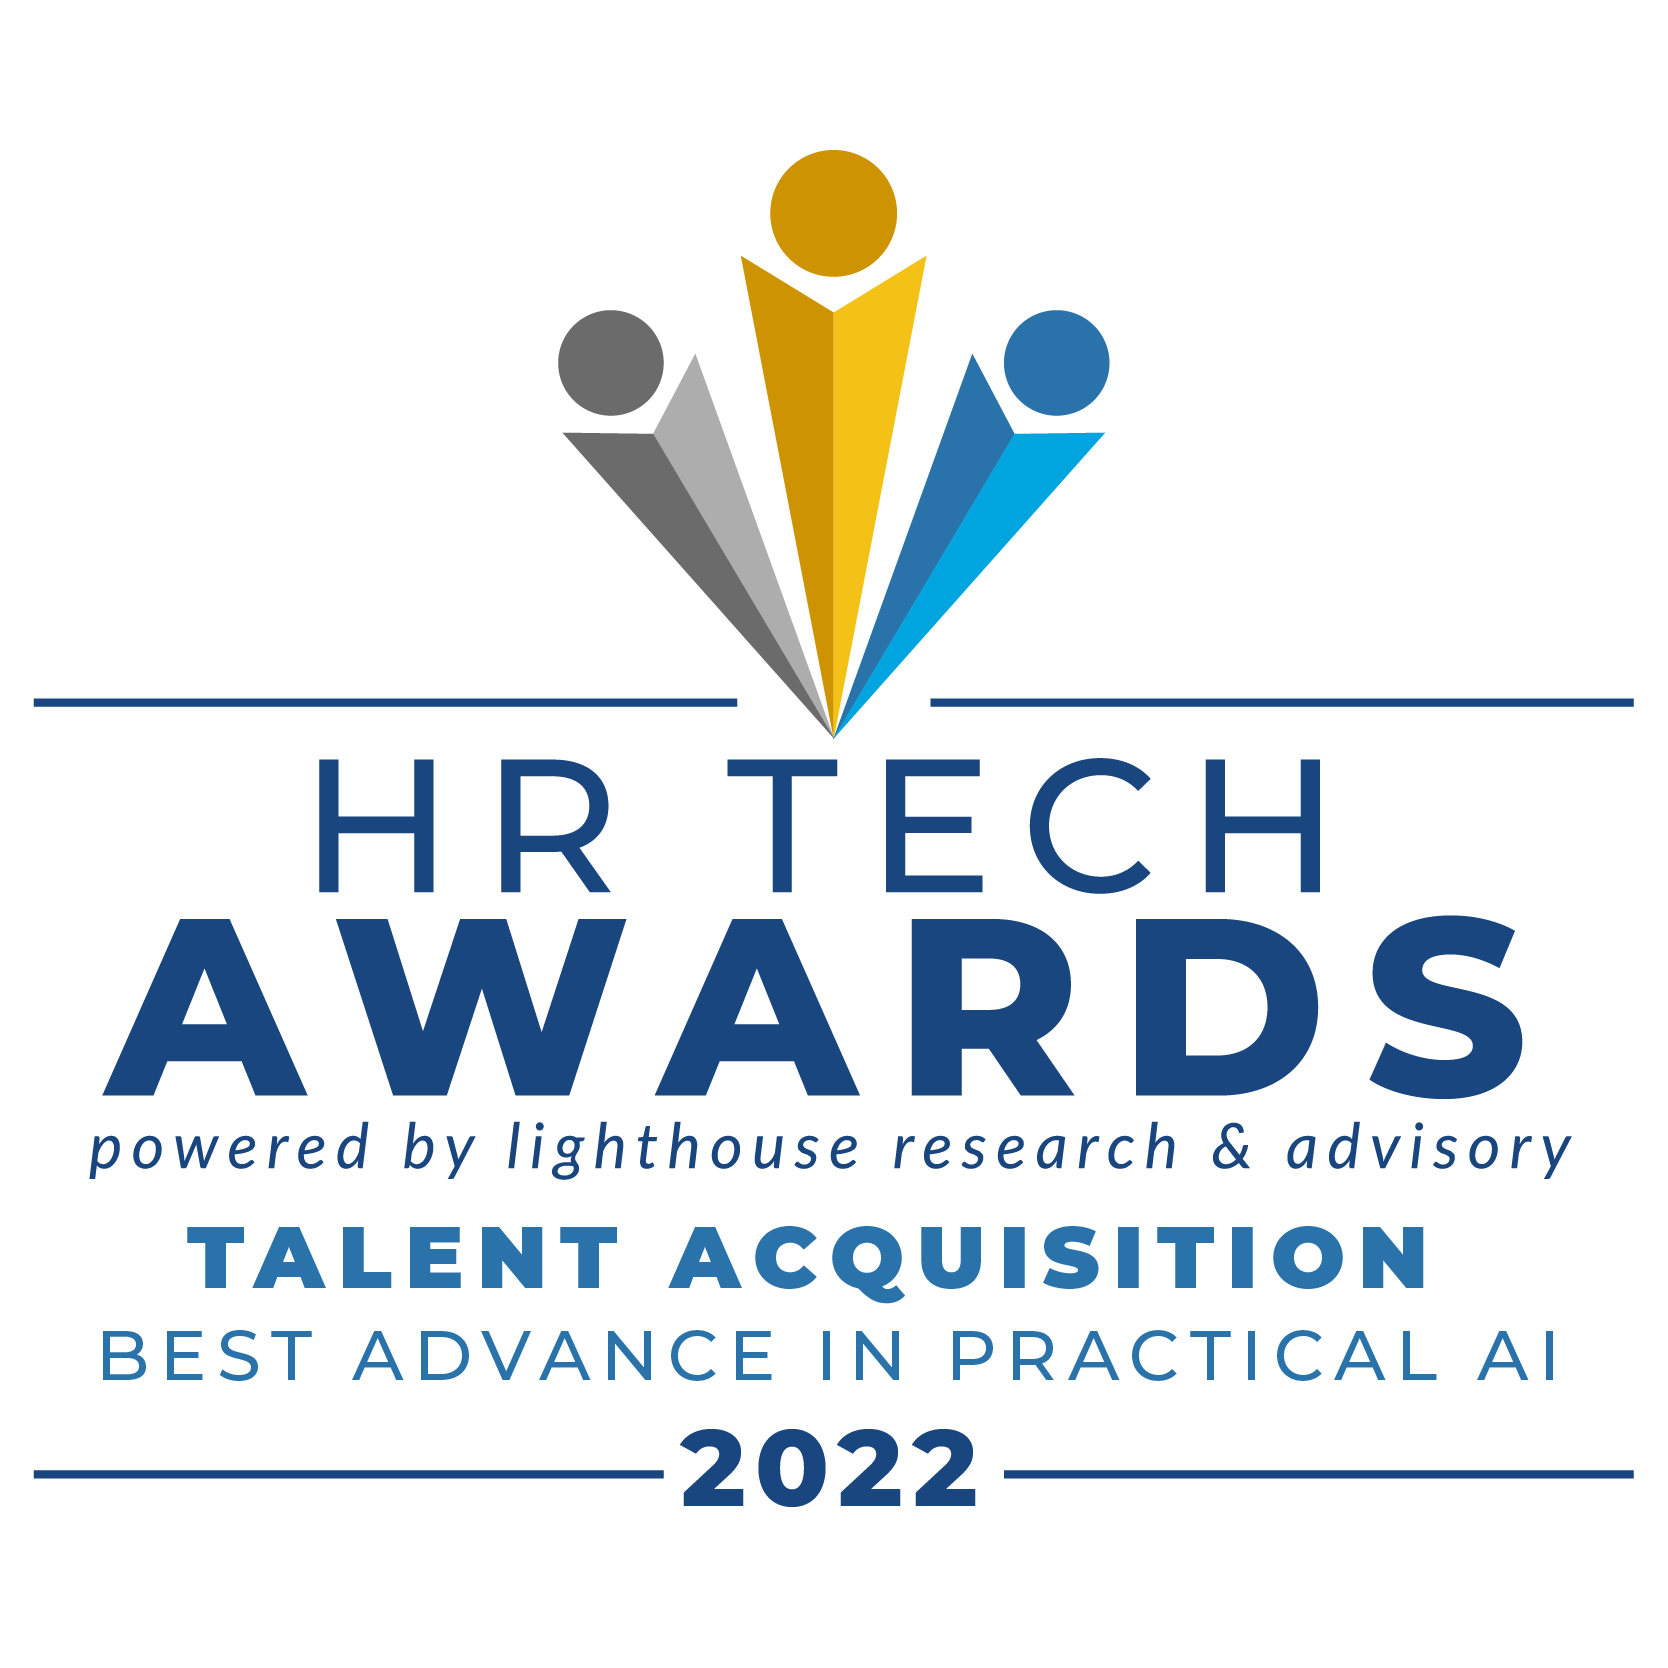 HR TECH
AWARDS
powered by lighthouse research & advisory
TALENT ACQUISITION
BEST ADVANCE IN PRACTICAL AI
2022